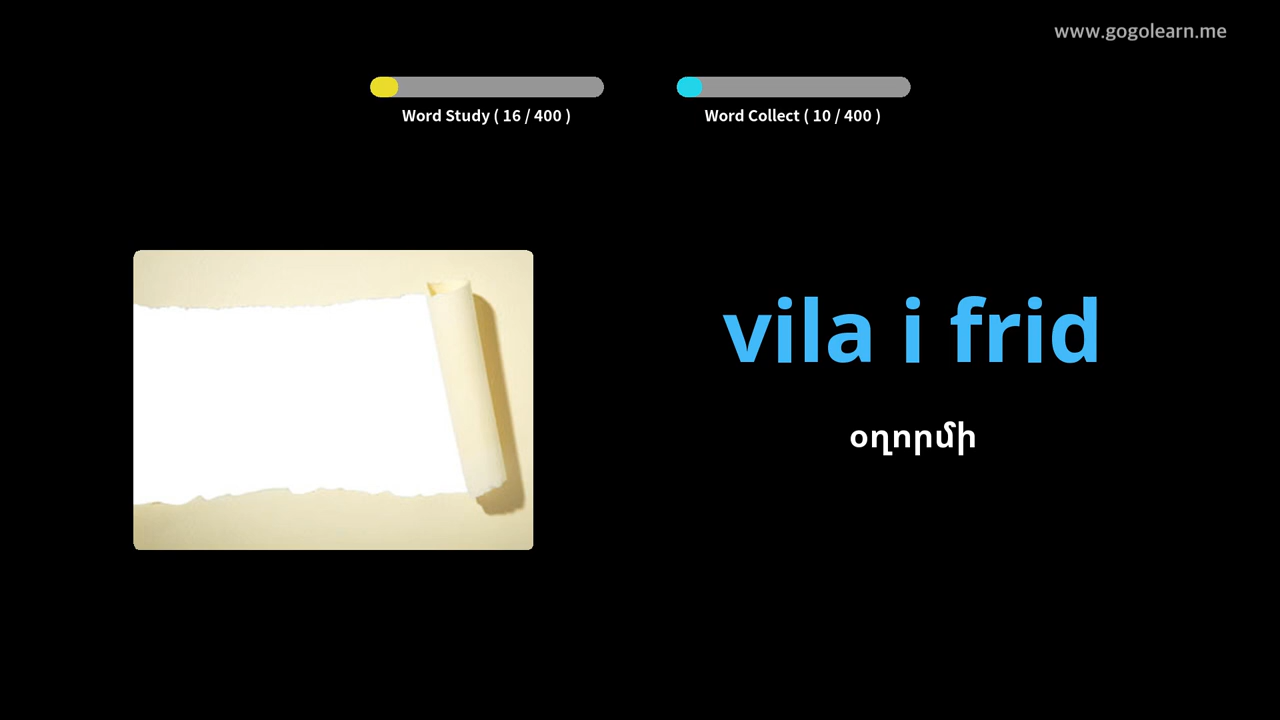 www.gogolearn.me
Word Study ( 16 / 400 )
Word Collect ( 10 / 400 )
vila i frid
օղորմի